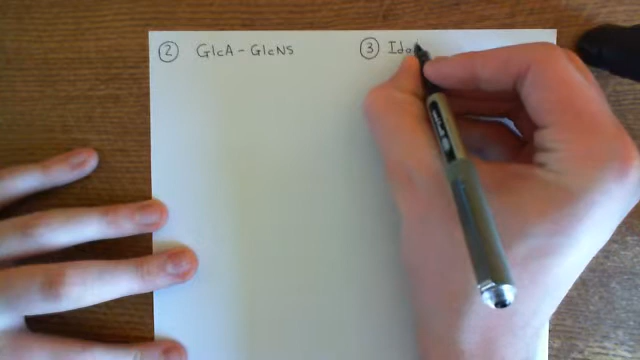 ② GlcA - GlcNS ③ Ido